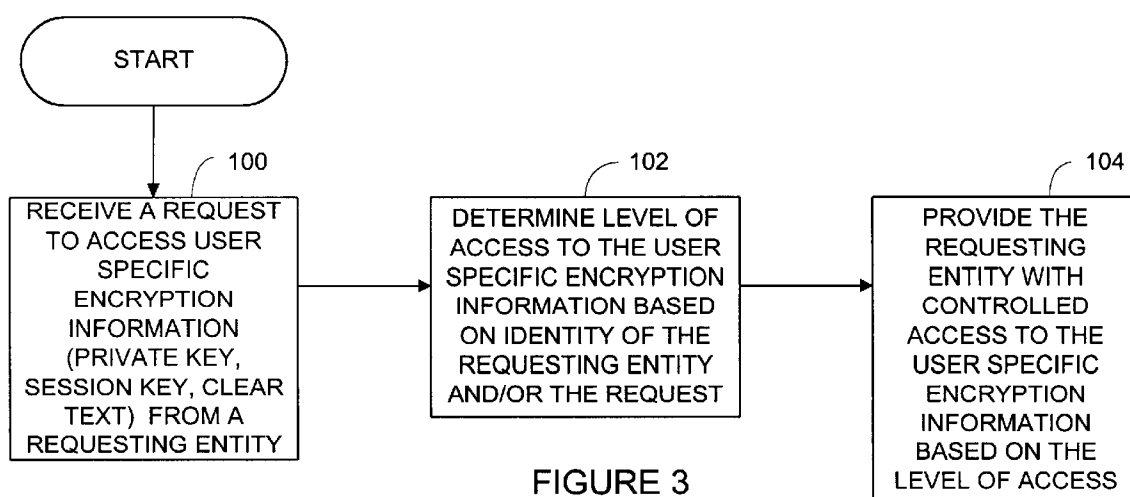 START
100
RECEIVE A REQUEST
TO ACCESS USER
SPECIFIC
ENCRYPTION
INFORMATION
(PRIVATE KEY,
SESSION KEY, CLEAR
TEXT) FROM A
REQUESTING ENTITY
102
DETERMINE LEVEL OF
ACCESS TO THE USER
SPECIFIC ENCRYPTION
INFORMATION BASED
ON IDENTITY OF THE
REQUESTING ENTITY
AND/OR THE REQUEST
104
PROVIDE THE
REQUESTING
ENTITY WITH
CONTROLLED
ACCESS TO THE
USER SPECIFIC
ENCRYPTION
INFORMATION
BASED ON THE
LEVEL OF ACCESS
FIGURE 3